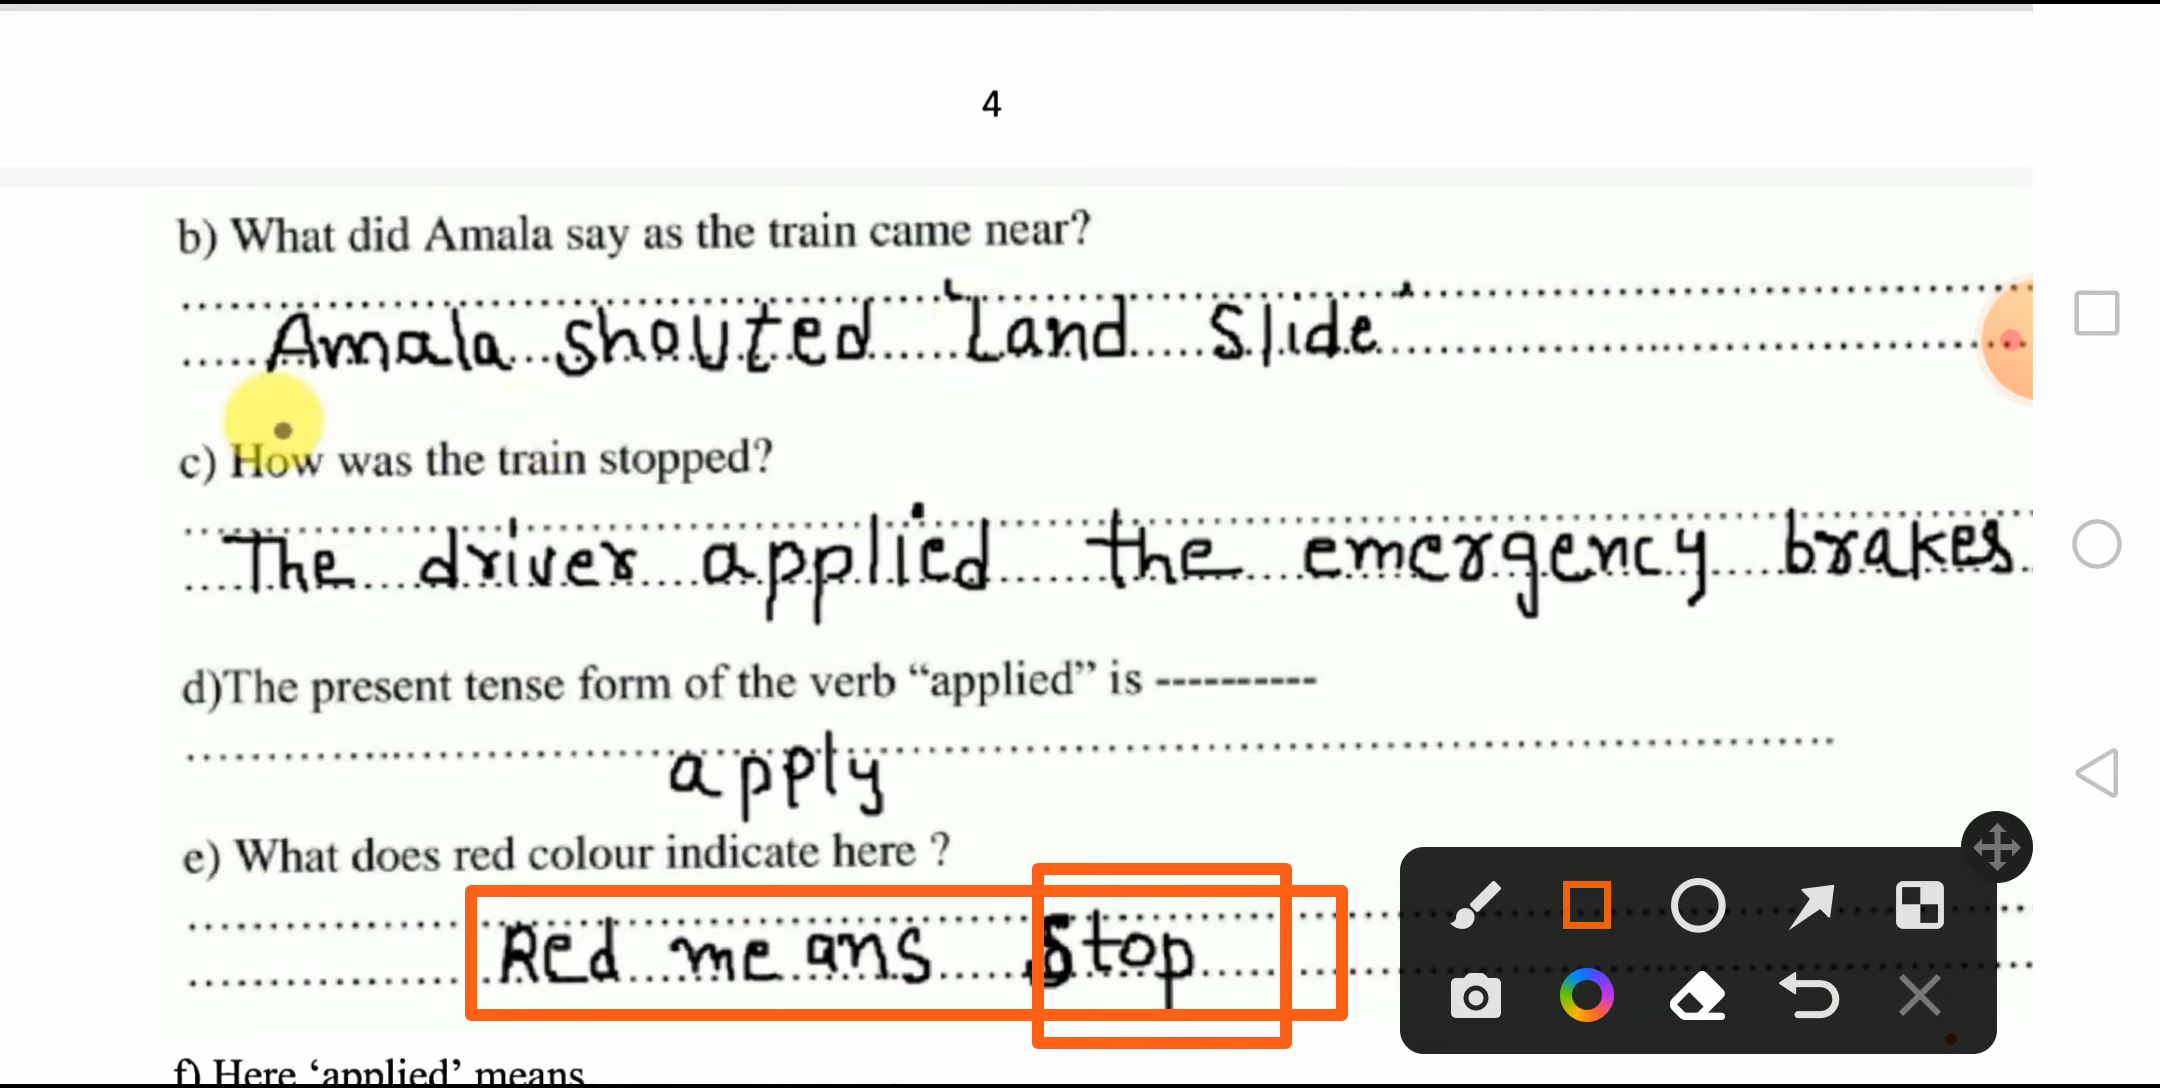 4
b) What did Amala say as the train came near?
Amala shouted 'Land Slide'
c) How was the train stopped?
The driver applied the emergency brakes
d)The present tense form of the verb “applied” is ----------
apply
e) What does red colour indicate here ?
Red means Stop
f) Here ‘applied’ means